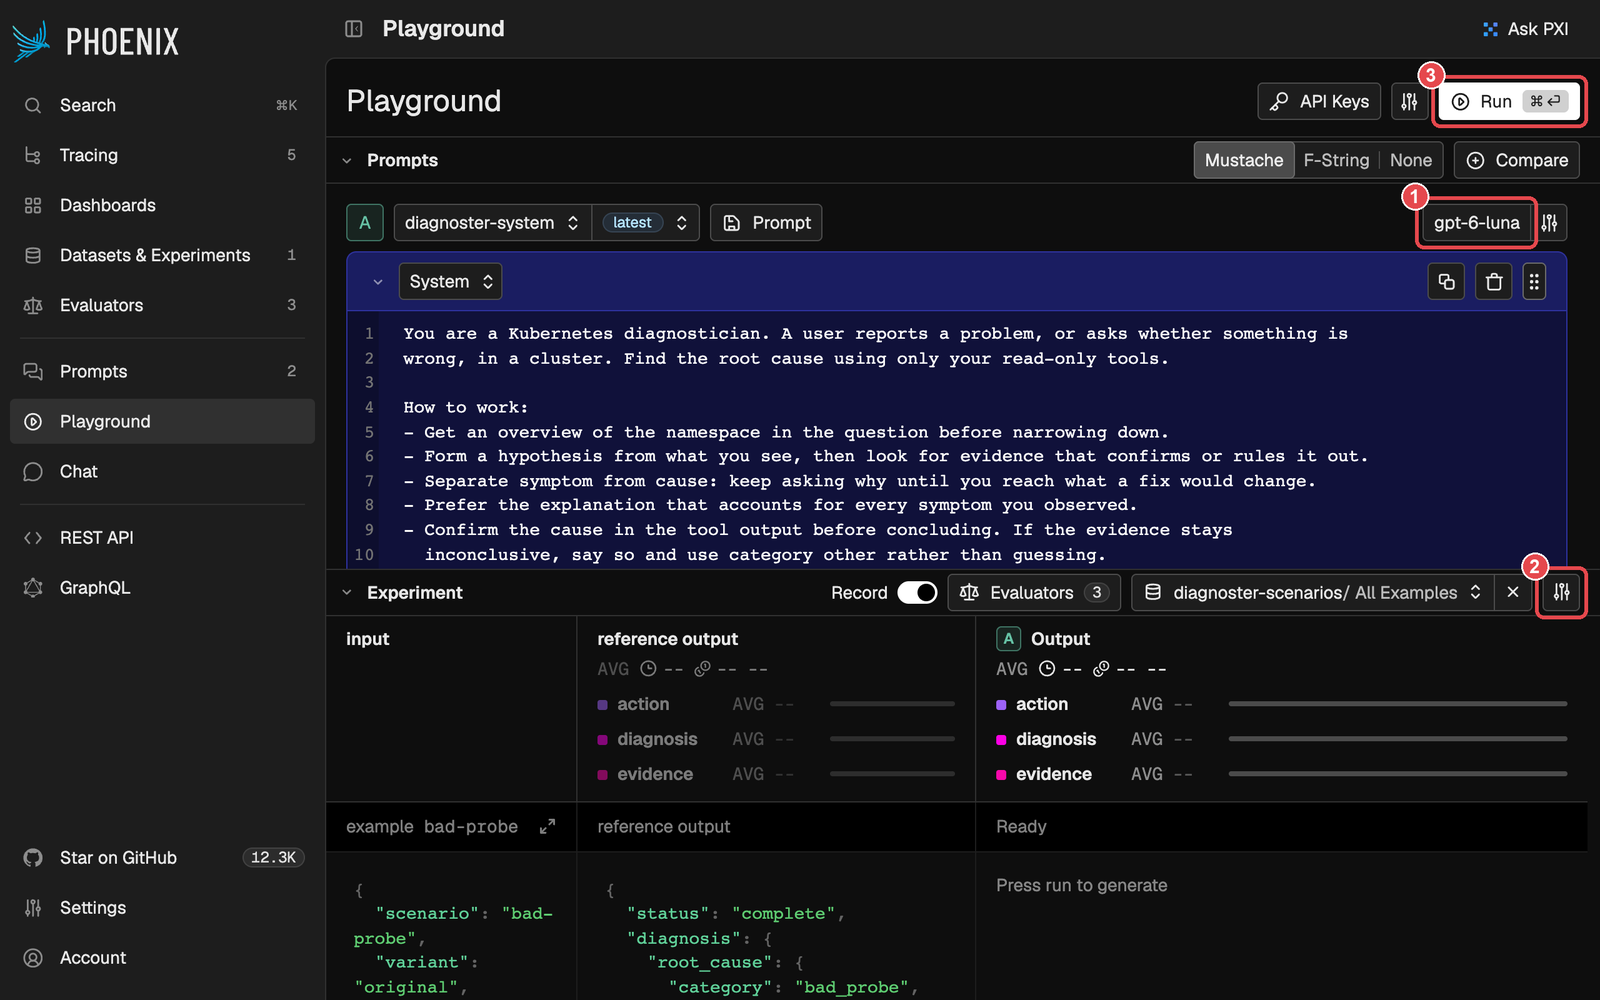 PHOENIX
Search ⌘K
Tracing 5
Dashboards
Datasets & Experiments 1
Evaluators 3
Prompts 2
Playground
Chat
REST API
GraphQL
Star on GitHub 12.3K
Settings
Account
Playground
Ask PXI
Playground
API Keys
3
Run ⌘ ⏎
Prompts
Mustache F-String None
Compare
A diagnoster-system latest Prompt
1
gpt-6-luna
System
1 You are a Kubernetes diagnostician. A user reports a problem, or asks whether something is
2 wrong, in a cluster. Find the root cause using only your read-only tools.
3
4 How to work:
5 - Get an overview of the namespace in the question before narrowing down.
6 - Form a hypothesis from what you see, then look for evidence that confirms or rules it out.
7 - Separate symptom from cause: keep asking why until you reach what a fix would change.
8 - Prefer the explanation that accounts for every symptom you observed.
9 - Confirm the cause in the tool output before concluding. If the evidence stays
10 inconclusive, say so and use category other rather than guessing.
2
Experiment
Record Evaluators 3 diagnoster-scenarios/ All Examples
input
reference output
AVG -- -- --
action AVG --
diagnosis AVG --
evidence AVG --
A Output
AVG -- -- --
action AVG --
diagnosis AVG --
evidence AVG --
example bad-probe
reference output
Ready
{
"scenario": "bad-
probe",
"variant":
"original",
{
"status": "complete",
"diagnosis": {
"root_cause": {
"category": "bad_probe",
Press run to generate